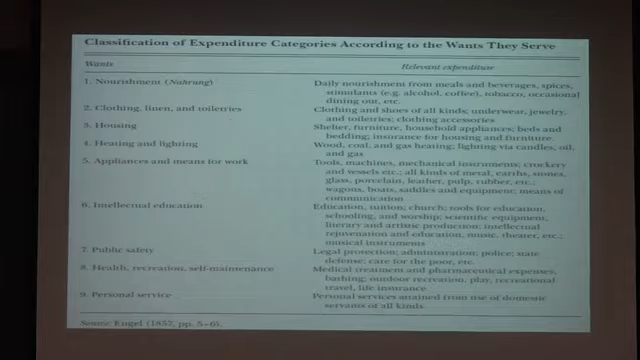 Classification of Expenditure Categories According to the Wants They Serve
Wants Relevant expenditure
1. Nourishment (Nahrung) Daily nourishment from meals and beverages, spices,
stimulants (e.g. alcohol, coffee), tobacco, occasional
dining out, etc.
2. Clothing, linen, and toiletries Clothing and shoes of all kinds; underwear, jewelry,
and toiletries; clothing accessories
3. Housing Shelter, furniture, household appliances; beds and
bedding; insurance for housing and furniture
4. Heating and lighting Wood, coal, and gas heating; lighting via candles, oil,
and gas
5. Appliances and means for work Tools, machines, mechanical instruments; crockery
and vessels etc.; all kinds of metal, earths, stones,
glass, porcelain, leather, pulp, rubber, etc.,
wagons, boats, saddles and equipment; means of
communication
6. Intellectual education Education, tuition; church; tools for education,
schooling, and worship; scientific equipment,
literary and artistic production; intellectual
rejuvenation and education, music, theater, etc.;
musical instruments
7. Public safety Legal protection; administration; police; state
defense; care for the poor, etc.
8. Health, recreation, self-maintenance Medical treatment and pharmaceutical expenses,
bathing; outdoor recreation, play, recreational
travel, life insurance
9. Personal service Personal services attained from use of domestic
servants of all kinds
Source: Engel (1857, pp. 5–6).